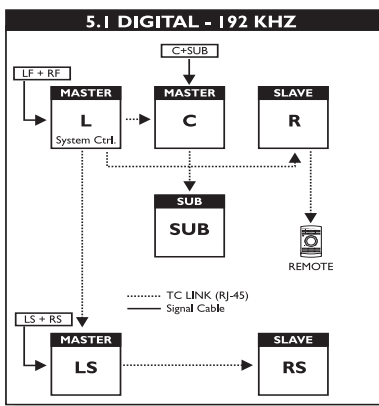 5.1 DIGITAL - 192 KHZ
C+SUB
LF + RF
MASTER
L
System Ctrl.
MASTER
C
SLAVE
R
SUB
SUB
REMOTE
TC LINK (RJ-45)
Signal Cable
LS + RS
MASTER
LS
SLAVE
RS